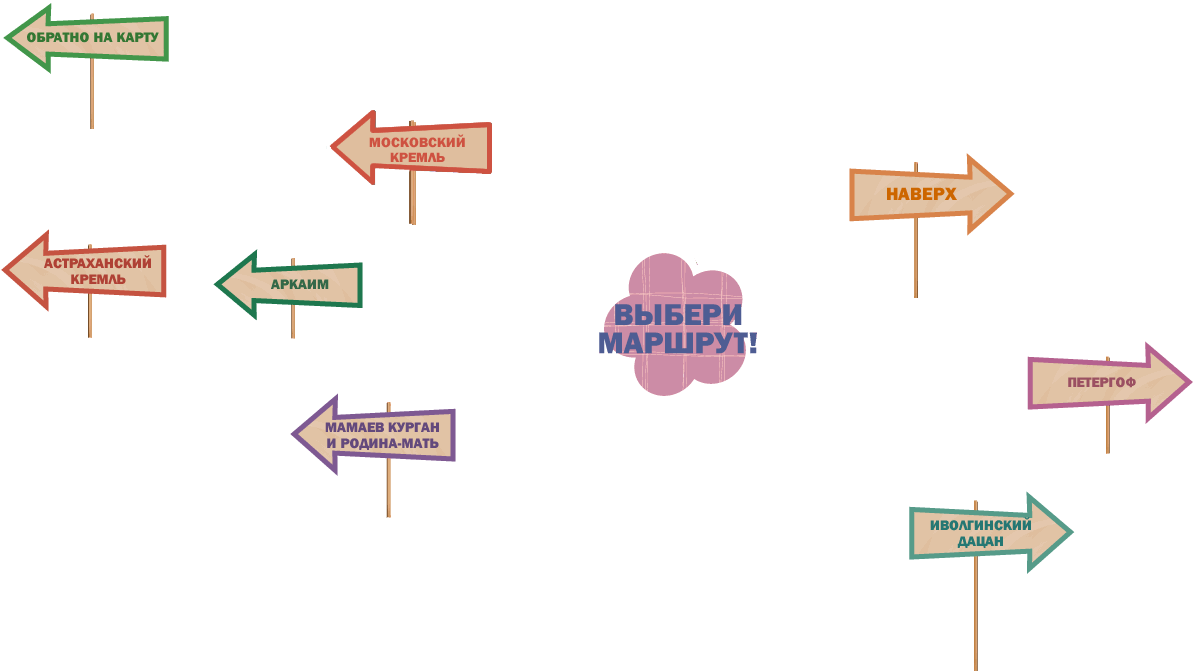 ОБРАТНО НА КАРТУ
МОСКОВСКИЙ
КРЕМЛЬ
НАВЕРХ
АСТРАХАНСКИЙ
КРЕМЛЬ
АРКАИМ
ВЫБЕРИ
МАРШРУТ!
ПЕТЕРГОФ
МАМАЕВ КУРГАН
И РОДИНА-МАТЬ
ИВОЛГИНСКИЙ
ДАЦАН